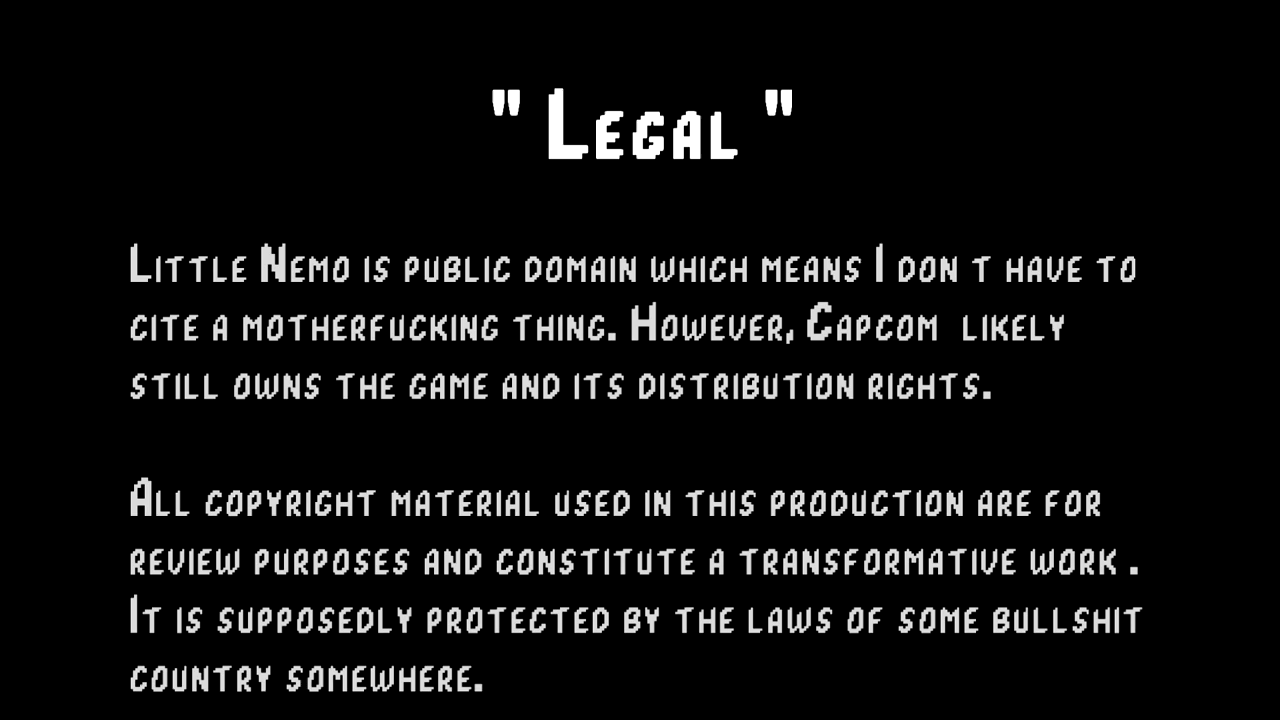 " Legal "
Little Nemo is public domain which means I don t have to
cite a motherfucking thing. However, Capcom likely
still owns the game and its distribution rights.
All copyright material used in this production are for
review purposes and constitute a transformative work .
It is supposedly protected by the laws of some bullshit
country somewhere.